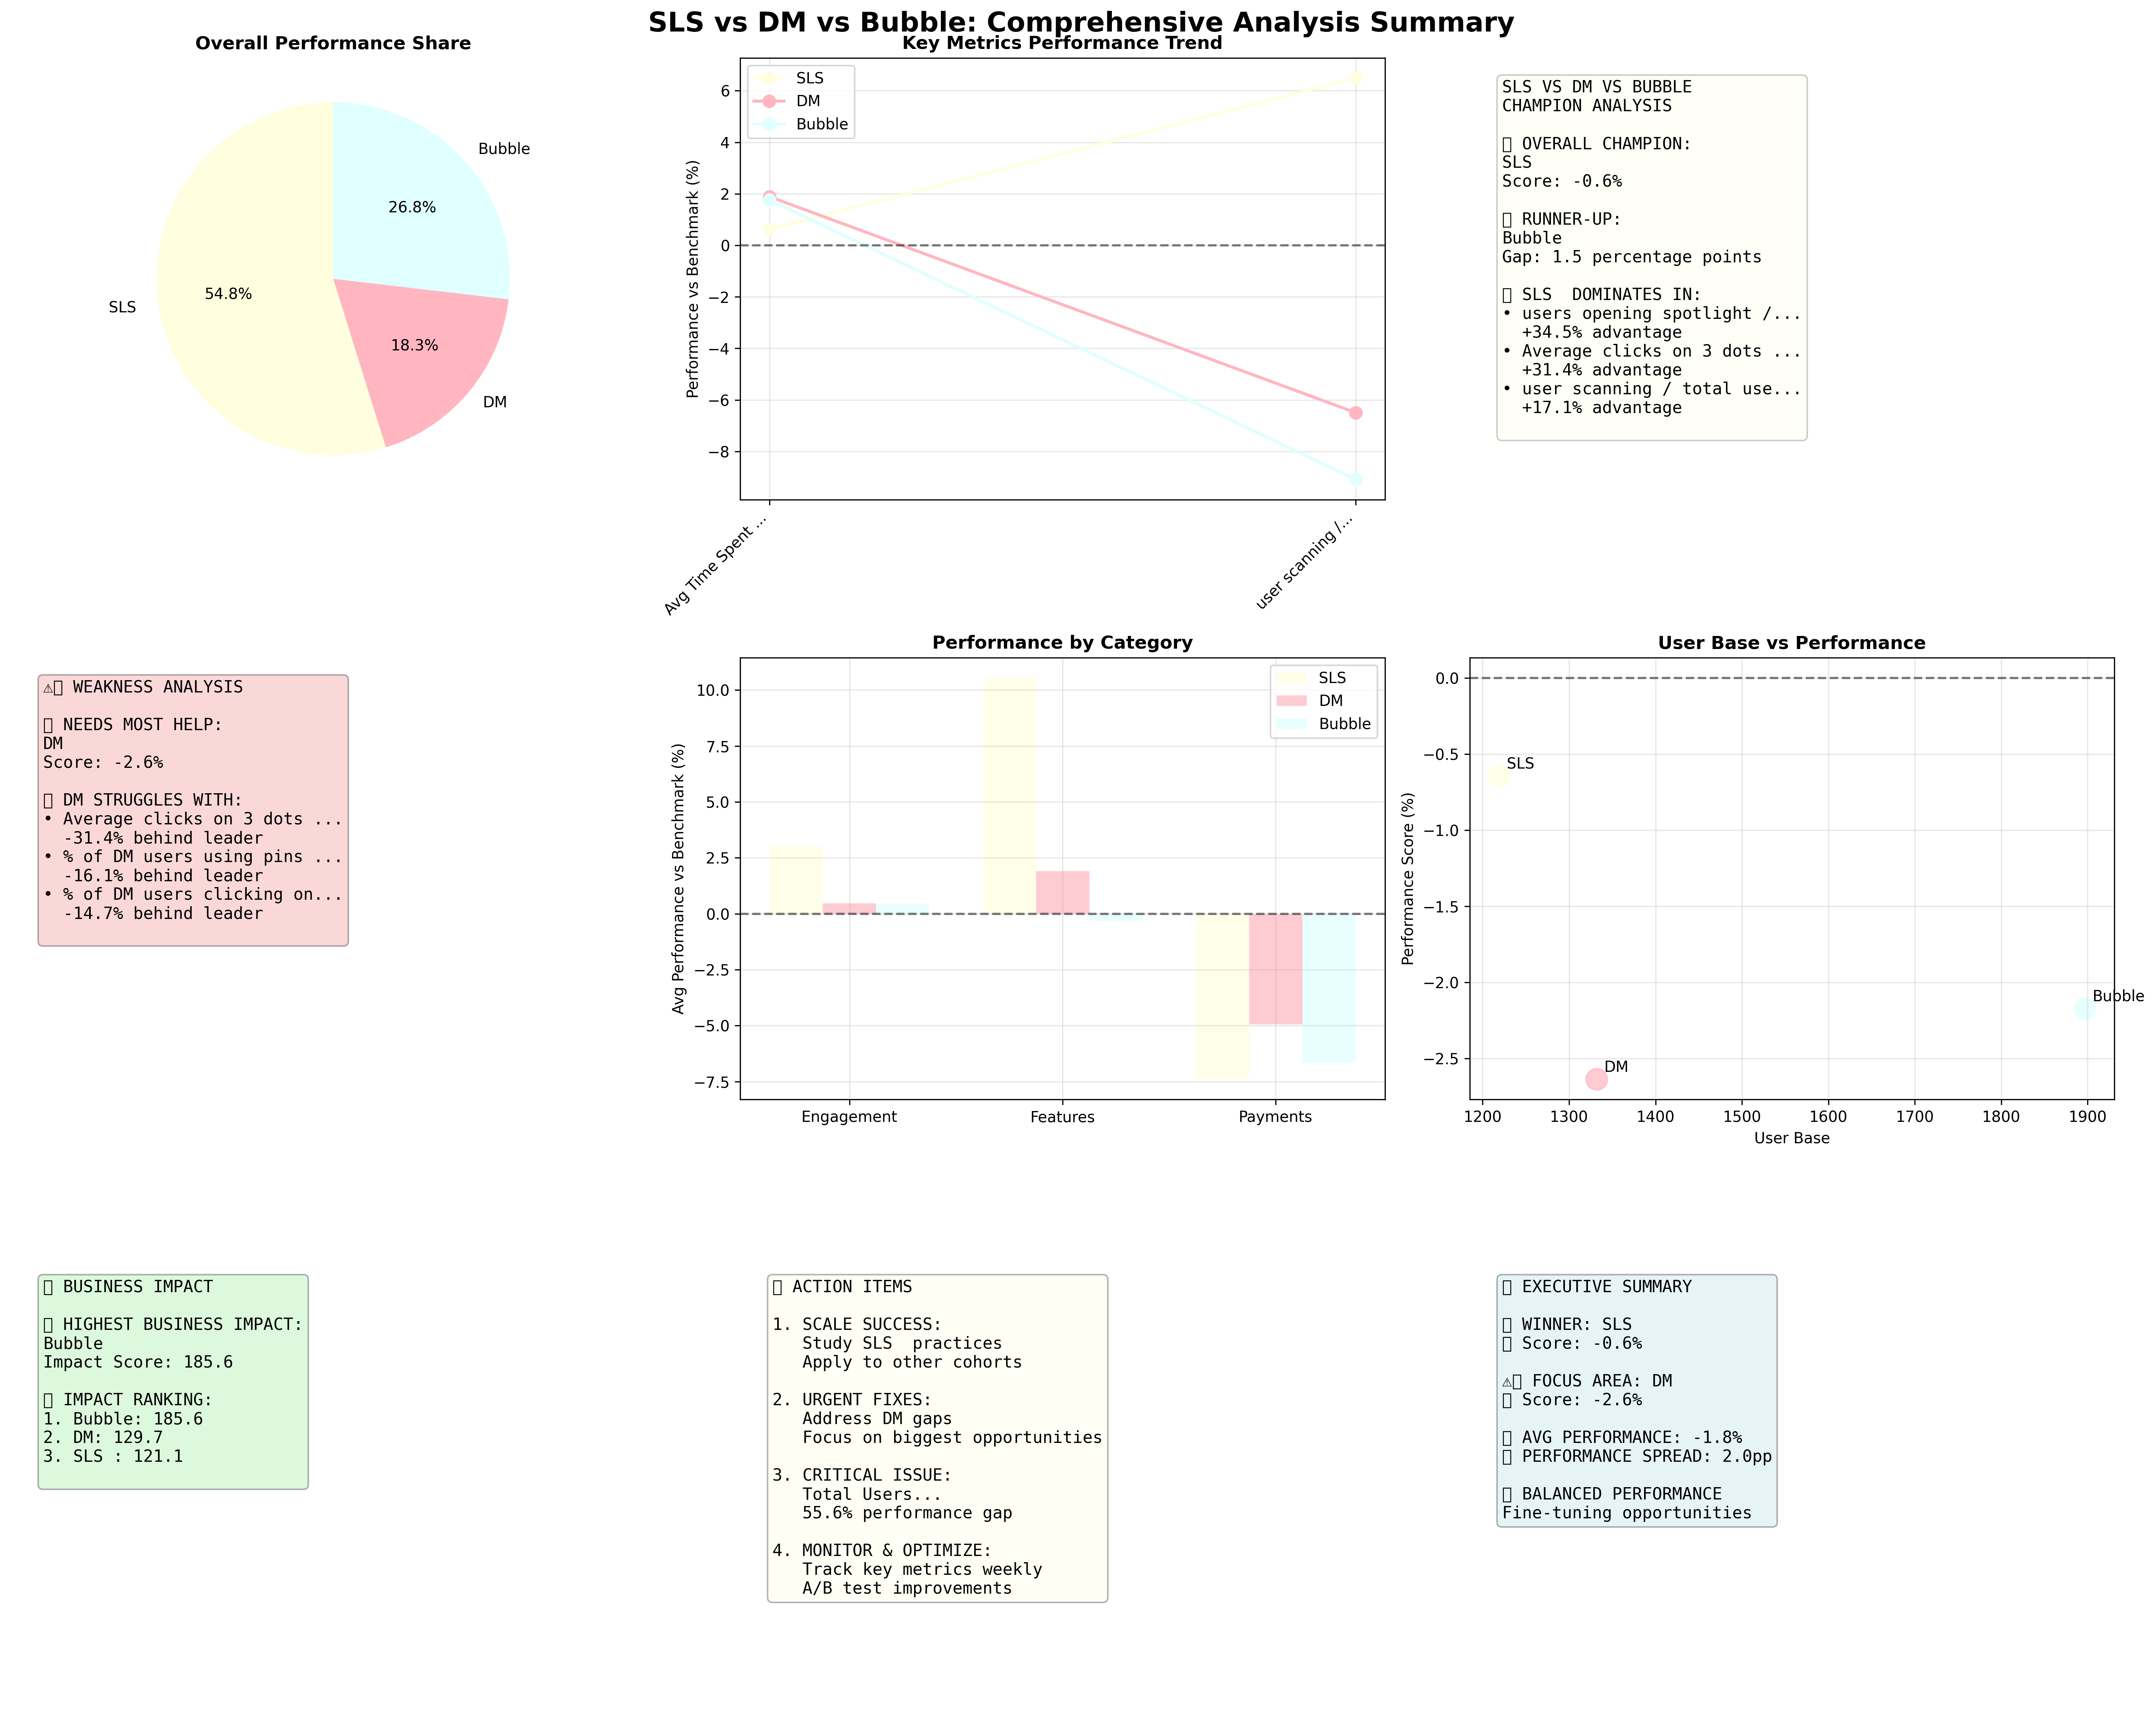 SLS vs DM vs Bubble: Comprehensive Analysis Summary
Overall Performance Share
Bubble
26.8%
54.8%
SLS
18.3%
DM
Key Metrics Performance Trend
SLS
DM
Bubble
Performance vs Benchmark (%)
6
4
2
0
−2
−4
−6
−8
Avg Time Spent ...
user scanning /...
SLS VS DM VS BUBBLE
CHAMPION ANALYSIS
OVERALL CHAMPION:
SLS
Score: -0.6%
RUNNER-UP:
Bubble
Gap: 1.5 percentage points
SLS  DOMINATES IN:
• users opening spotlight /...
+34.5% advantage
• Average clicks on 3 dots ...
+31.4% advantage
• user scanning / total use...
+17.1% advantage
⚠ WEAKNESS ANALYSIS
NEEDS MOST HELP:
DM
Score: -2.6%
DM STRUGGLES WITH:
• Average clicks on 3 dots ...
-31.4% behind leader
• % of DM users using pins ...
-16.1% behind leader
• % of DM users clicking on...
-14.7% behind leader
Performance by Category
SLS
DM
Bubble
Avg Performance vs Benchmark (%)
10.0
7.5
5.0
2.5
0.0
−2.5
−5.0
−7.5
Engagement
Features
Payments
User Base vs Performance
Performance Score (%)
0.0
−0.5
−1.0
−1.5
−2.0
−2.5
SLS
Bubble
DM
1200 1300 1400 1500 1600 1700 1800 1900
User Base
BUSINESS IMPACT
HIGHEST BUSINESS IMPACT:
Bubble
Impact Score: 185.6
IMPACT RANKING:
1. Bubble: 185.6
2. DM: 129.7
3. SLS : 121.1
ACTION ITEMS
1. SCALE SUCCESS:
Study SLS  practices
Apply to other cohorts
2. URGENT FIXES:
Address DM gaps
Focus on biggest opportunities
3. CRITICAL ISSUE:
Total Users...
55.6% performance gap
4. MONITOR & OPTIMIZE:
Track key metrics weekly
A/B test improvements
EXECUTIVE SUMMARY
WINNER: SLS
Score: -0.6%
⚠ FOCUS AREA: DM
Score: -2.6%
AVG PERFORMANCE: -1.8%
PERFORMANCE SPREAD: 2.0pp
BALANCED PERFORMANCE
Fine-tuning opportunities